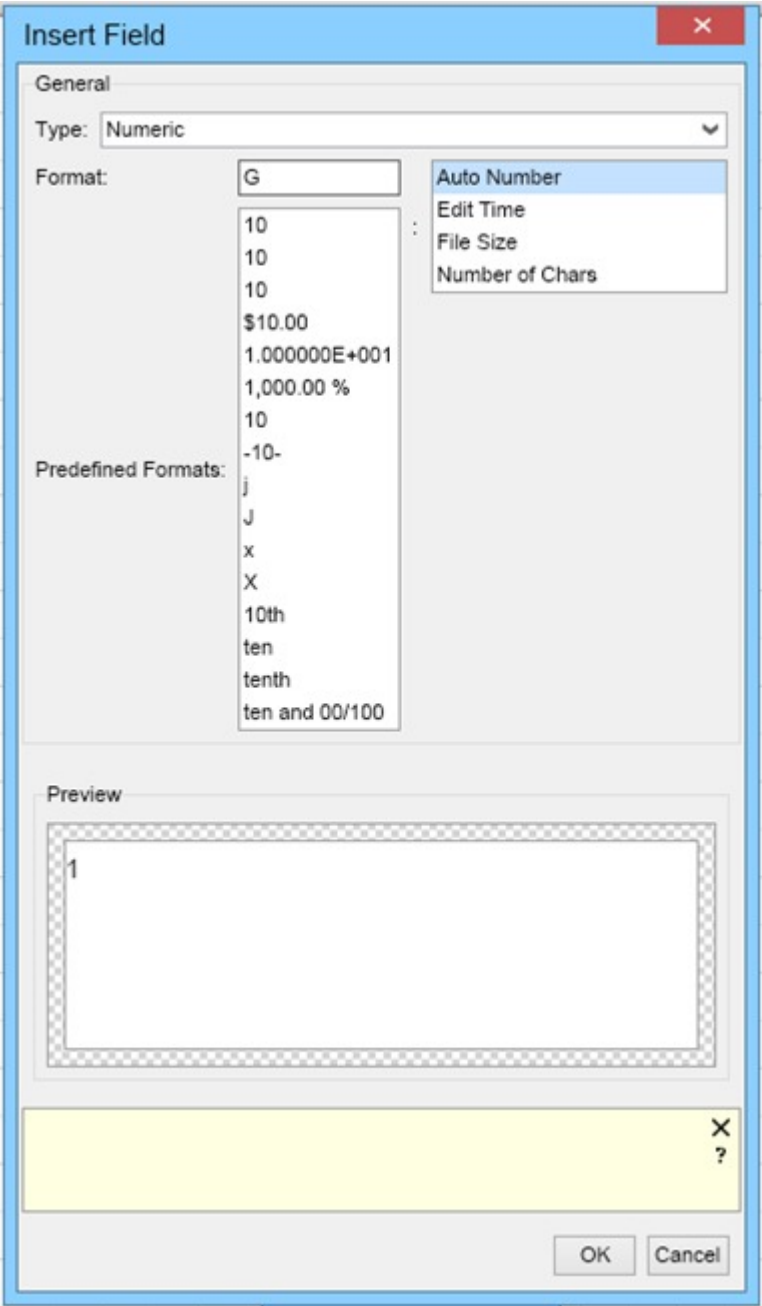 Insert Field
General
Type: Numeric
Format: G
Auto Number
Edit Time
File Size
Number of Chars
:
Predefined Formats:
10
10
10
$10.00
1.000000E+001
1,000.00 %
10
-10-
j
J
x
X
10th
ten
tenth
ten and 00/100
Preview
1
?
OK Cancel